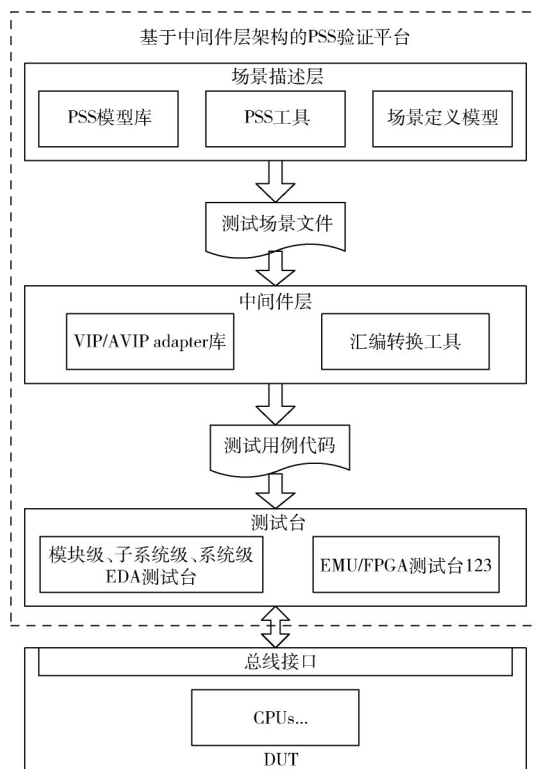 基于中间件层架构的PSS验证平台
场景描述层
PSS模型库
PSS工具
场景定义模型
测试场景文件
中间件层
VIP/AVIP adapter库
汇编转换工具
测试用例代码
测试台
模块级、子系统级、系统级
EDA测试台
EMU/FPGA测试台123
总线接口
CPUs...
DUT